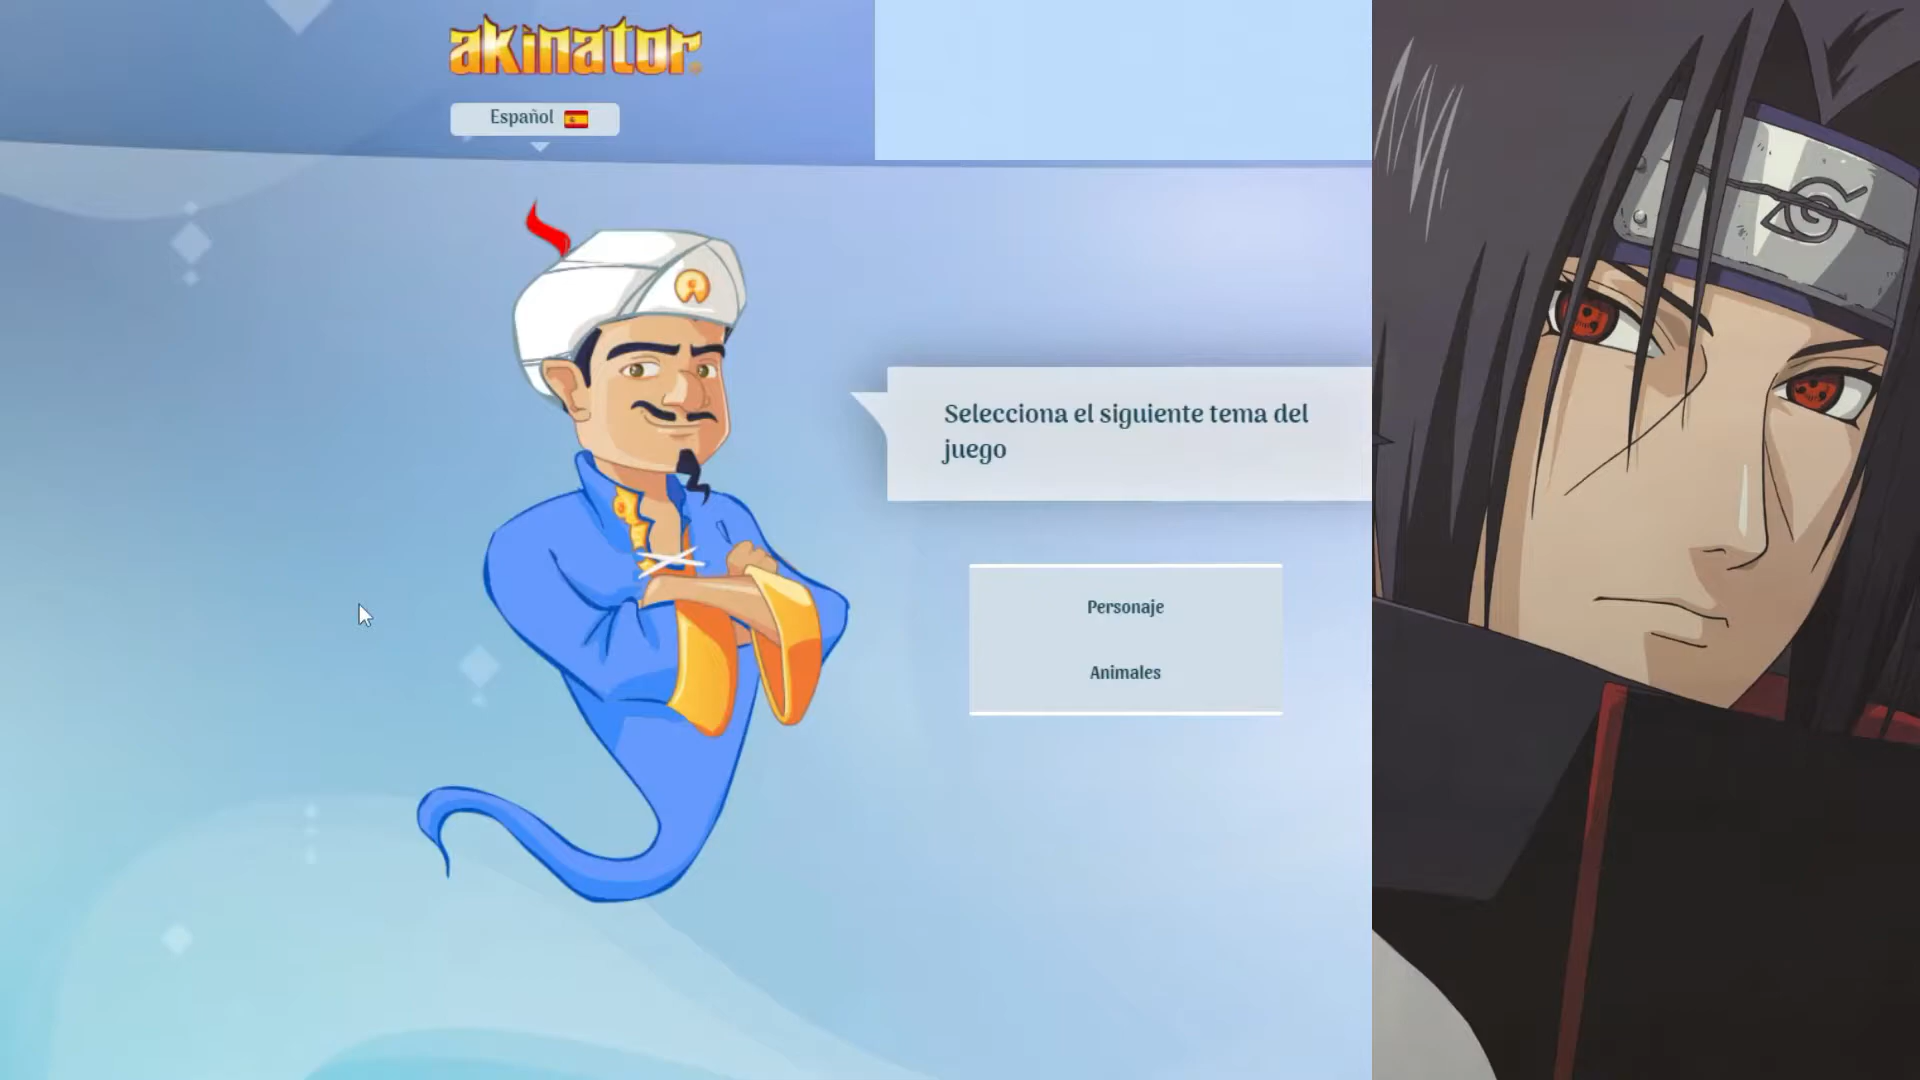 akinator
Español
Selecciona el siguiente tema del
juego
Personaje
Animales